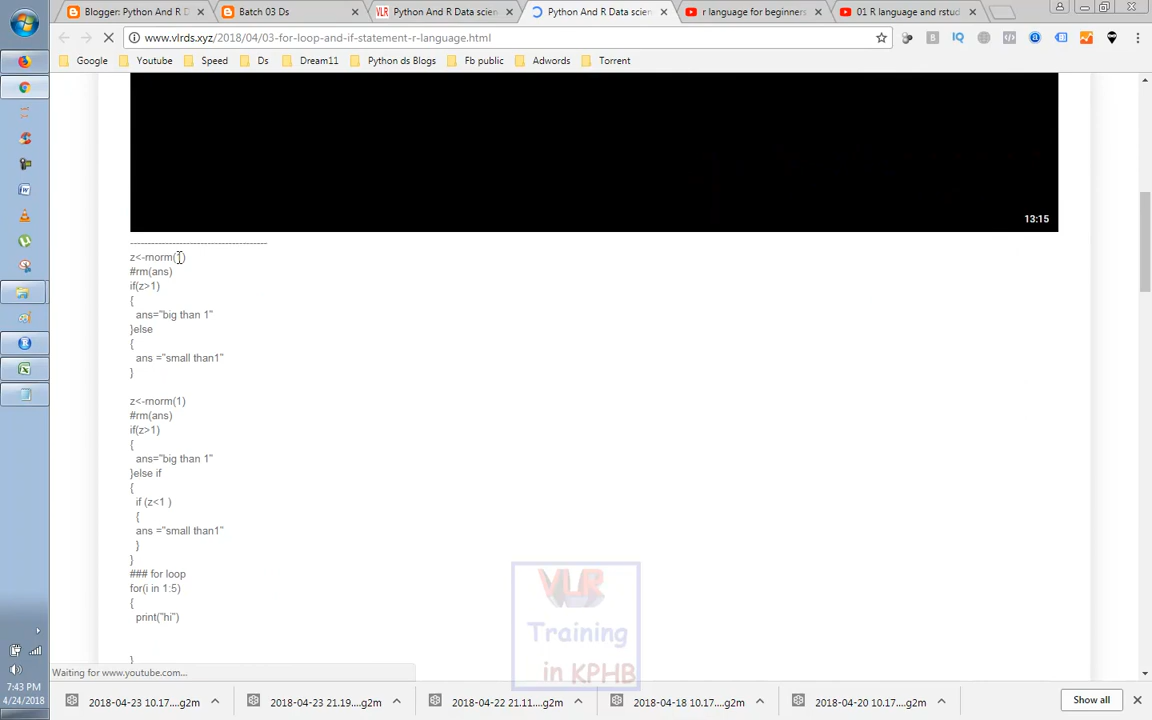 Blogger: Python And R D
Batch 03 Ds
VLR Python And R Data scien
Python And R Data scien
r language for beginners
01 R language and rstud
www.vlrds.xyz/2018/04/03-for-loop-and-if-statement-r-language.html
Google Youtube Speed Ds Dream11 Python ds Blogs Fb public Adwords Torrent
13:15
---------------------------------------
z<-rnorm(1)
#rm(ans)
if(z>1)
{
ans="big than 1"
}else
{
ans ="small than1"
}
z<-rnorm(1)
#rm(ans)
if(z>1)
{
ans="big than 1"
}else if
{
if (z<1 )
{
ans ="small than1"
}
}
### for loop
for(i in 1:5)
{
print("hi")
}
VLR
Training
in KPHB
Waiting for www.youtube.com...
2018-04-23 10.17....g2m
2018-04-23 21.19....g2m
2018-04-22 21.11....g2m
2018-04-18 10.17....g2m
2018-04-20 10.17....g2m
Show all
7:43 PM
4/24/2018